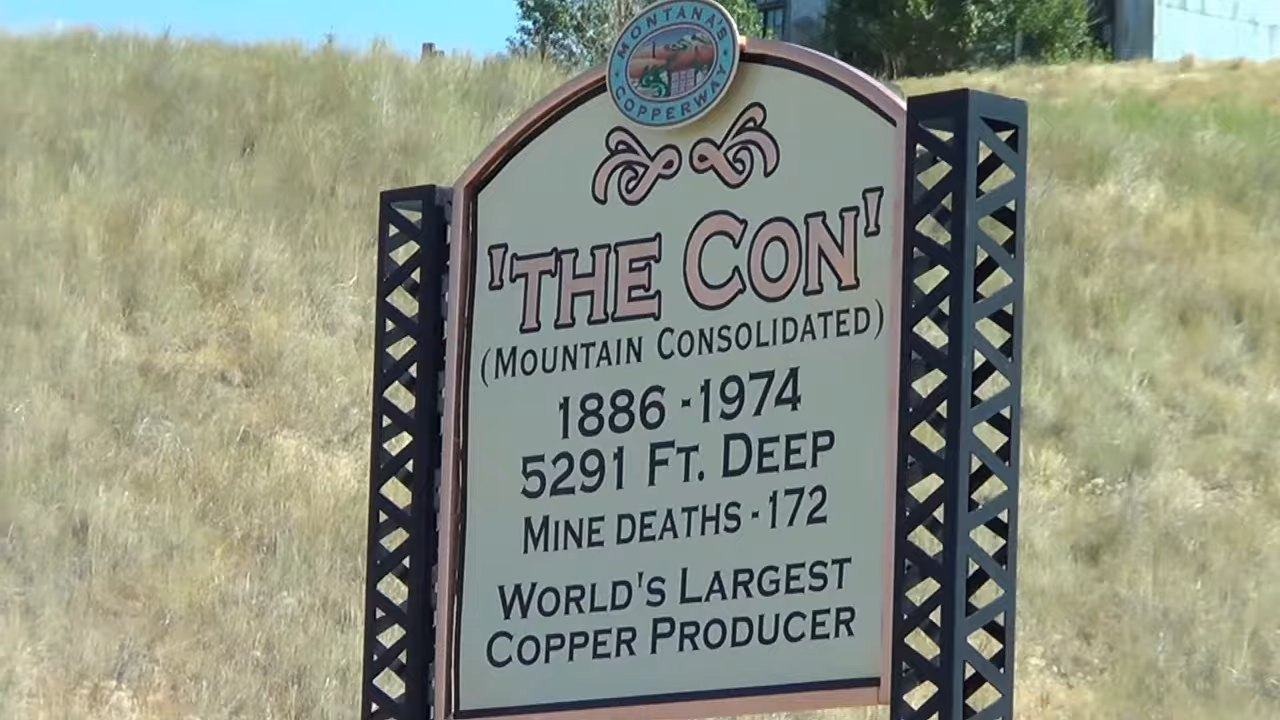 MONTANA'S
COPPERWAY
'THE CON'
(MOUNTAIN CONSOLIDATED)
1886 - 1974
5291 FT. DEEP
MINE DEATHS - 172
WORLD'S LARGEST
COPPER PRODUCER